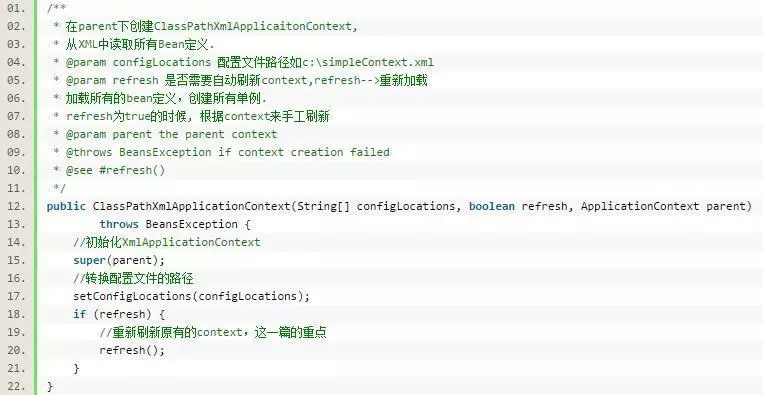 01. /**
02. * 在parent下创建ClassPathXmlApplicaitonContext,
03. * 从XML中读取所有Bean定义.
04. * @param configLocations 配置文件路径如c:\simpleContext.xml
05. * @param refresh 是否需要自动刷新context,refresh-->重新加载
06. * 加载所有的bean定义，创建所有单例.
07. * refresh为true的时候，根据context来手工刷新
08. * @param parent the parent context
09. * @throws BeansException if context creation failed
10. * @see #refresh()
11. */
12. public ClassPathXmlApplicationContext(String[] configLocations, boolean refresh, ApplicationContext parent)
13. throws BeansException {
14. //初始化XmlApplicationContext
15. super(parent);
16. //转换配置文件的路径
17. setConfigLocations(configLocations);
18. if (refresh) {
19. //重新刷新原有的context，这一篇的重点
20. refresh();
21. }
22. }